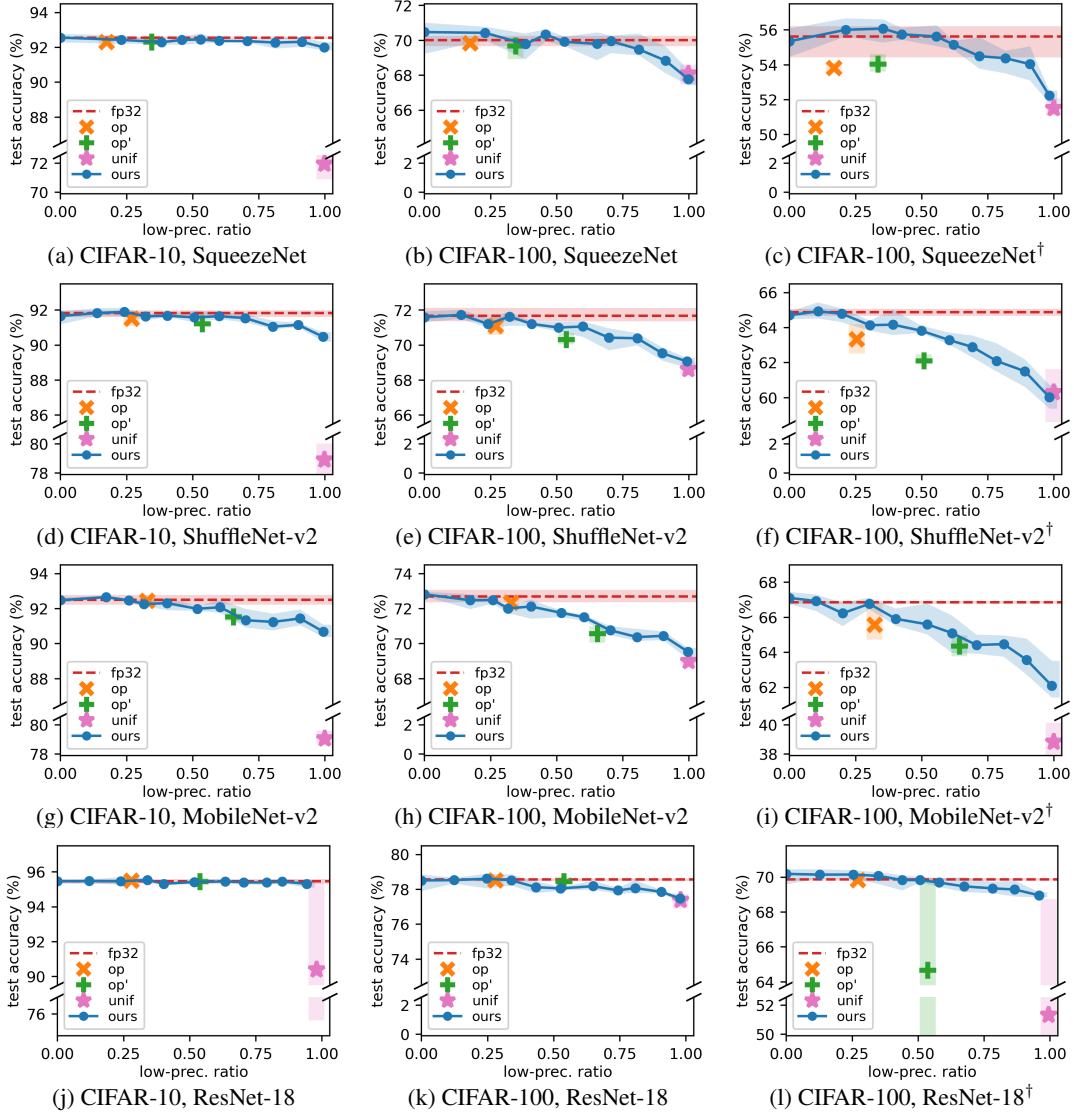 94
92
90
88
72
70
test accuracy (%)
fp32
op
op'
unif
ours
0.00 0.25 0.50 0.75 1.00
low-prec. ratio
(a) CIFAR-10, SqueezeNet
72
70
68
66
2
0
test accuracy (%)
fp32
op
op'
unif
ours
0.00 0.25 0.50 0.75 1.00
low-prec. ratio
(b) CIFAR-100, SqueezeNet
56
54
52
50
2
0
test accuracy (%)
fp32
op
op'
unif
ours
0.00 0.25 0.50 0.75 1.00
low-prec. ratio
(c) CIFAR-100, SqueezeNet†
92
90
88
86
80
78
test accuracy (%)
fp32
op
op'
unif
ours
0.00 0.25 0.50 0.75 1.00
low-prec. ratio
(d) CIFAR-10, ShuffleNet-v2
72
70
68
66
2
0
test accuracy (%)
fp32
op
op'
unif
ours
0.00 0.25 0.50 0.75 1.00
low-prec. ratio
(e) CIFAR-100, ShuffleNet-v2
66
64
62
60
2
0
test accuracy (%)
fp32
op
op'
unif
ours
0.00 0.25 0.50 0.75 1.00
low-prec. ratio
(f) CIFAR-100, ShuffleNet-v2†
94
92
90
88
80
78
test accuracy (%)
fp32
op
op'
unif
ours
0.00 0.25 0.50 0.75 1.00
low-prec. ratio
(g) CIFAR-10, MobileNet-v2
74
72
70
68
2
0
test accuracy (%)
fp32
op
op'
unif
ours
0.00 0.25 0.50 0.75 1.00
low-prec. ratio
(h) CIFAR-100, MobileNet-v2
68
66
64
62
40
38
test accuracy (%)
fp32
op
op'
unif
ours
0.00 0.25 0.50 0.75 1.00
low-prec. ratio
(i) CIFAR-100, MobileNet-v2†
96
94
92
90
76
test accuracy (%)
fp32
op
op'
unif
ours
0.00 0.25 0.50 0.75 1.00
low-prec. ratio
(j) CIFAR-10, ResNet-18
80
78
76
74
2
0
test accuracy (%)
fp32
op
op'
unif
ours
0.00 0.25 0.50 0.75 1.00
low-prec. ratio
(k) CIFAR-100, ResNet-18
70
68
66
64
52
50
test accuracy (%)
fp32
op
op'
unif
ours
0.00 0.25 0.50 0.75 1.00
low-prec. ratio
(l) CIFAR-100, ResNet-18†